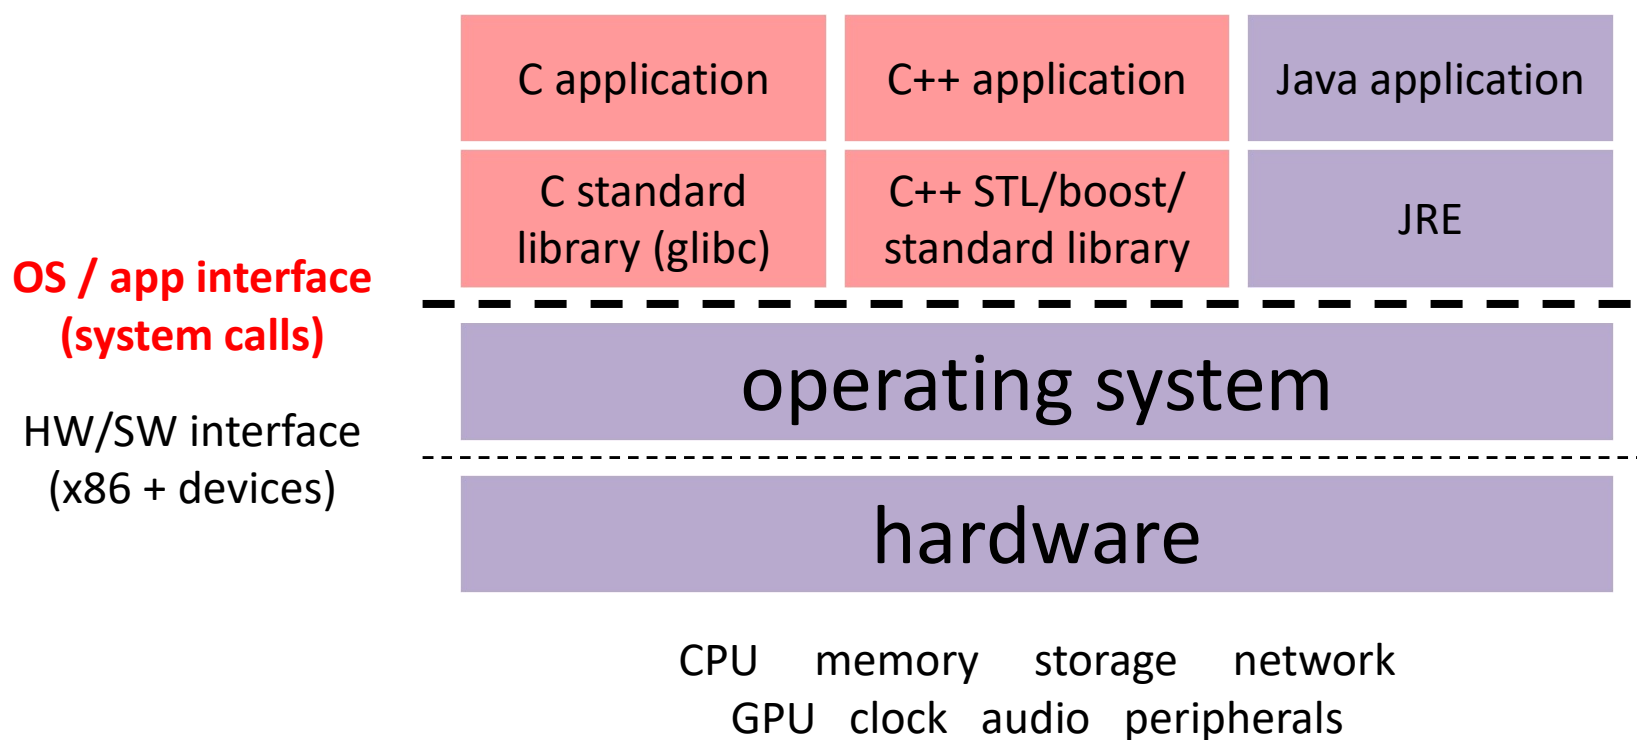 C application
C++ application
Java application
C standard
library (glibc)
C++ STL/boost/
standard library
JRE
OS / app interface
(system calls)
operating system
HW/SW interface
(x86 + devices)
hardware
CPU memory storage network
GPU clock audio peripherals